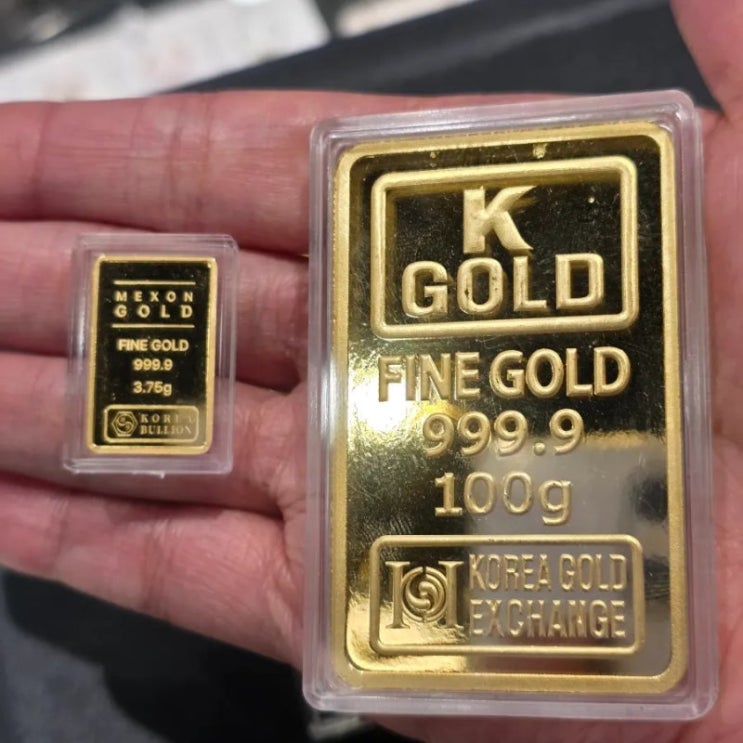 MEXON
GOLD
FINE GOLD
999.9
3.75g
KOREA
BULLION
K
GOLD
FINE GOLD
999.9
100g
KOREA GOLD
EXCHANGE